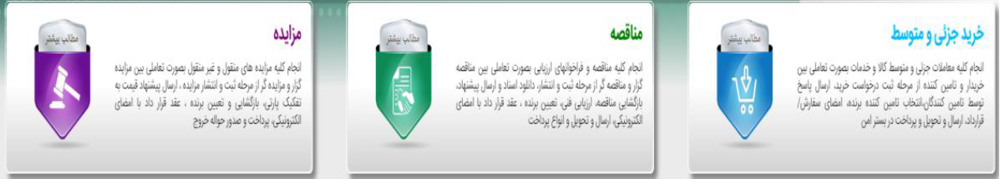 خرید جزئی و متوسط
مطالب بیشتر
انجام کلیه معاملات جزئی و متوسط کالا و خدمات بصورت تعاملی بین
خریدار و تامین کننده از مرحله ثبت درخواست خرید، ارسال پاسخ
توسط تامین کنندگان،انتخاب تامین کننده برنده، امضای سفارش/
قرارداد، ارسال و تحویل و پرداخت در بستر امن
مناقصه
مطالب بیشتر
انجام کلیه مناقصه و فراخوانهای ارزیابی بصورت تعاملی بین مناقصه
گزار و مناقصه گر از مرحله ثبت و انتشار، دانلود اسناد و ارسال پیشنهاد،
بازگشایی مناقصه، ارزیابی فنی، تعیین برنده ، عقد قرار داد با امضای
الکترونیکی، ارسال و تحویل و انواع پرداخت
مزایده
مطالب بیشتر
انجام کلیه مزایده های منقول و غیر منقول بصورت تعاملی بین مزایده
گزار و مزایده گر از مرحله ثبت و انتشار مزایده ، ارسال پیشنهاد قیمت به
تفکیک پارتی، بازگشایی و تعیین برنده ، عقد قرار داد با امضای
الکترونیکی، پرداخت و صدور حواله خروج